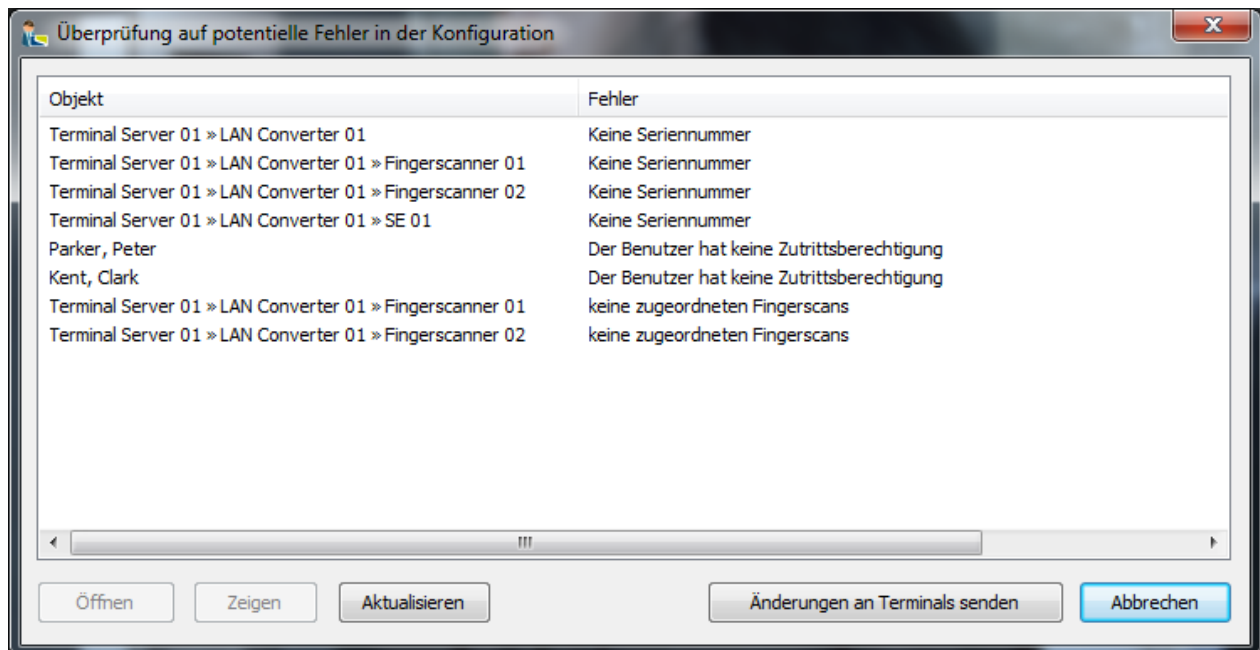 Überprüfung auf potentielle Fehler in der Konfiguration
Objekt Fehler
Terminal Server 01 » LAN Converter 01 Keine Seriennummer
Terminal Server 01 » LAN Converter 01 » Fingerscanner 01 Keine Seriennummer
Terminal Server 01 » LAN Converter 01 » Fingerscanner 02 Keine Seriennummer
Terminal Server 01 » LAN Converter 01 » SE 01 Keine Seriennummer
Parker, Peter Der Benutzer hat keine Zutrittsberechtigung
Kent, Clark Der Benutzer hat keine Zutrittsberechtigung
Terminal Server 01 » LAN Converter 01 » Fingerscanner 01 keine zugeordneten Fingerscans
Terminal Server 01 » LAN Converter 01 » Fingerscanner 02 keine zugeordneten Fingerscans
Öffnen Zeigen Aktualisieren Änderungen an Terminals senden Abbrechen